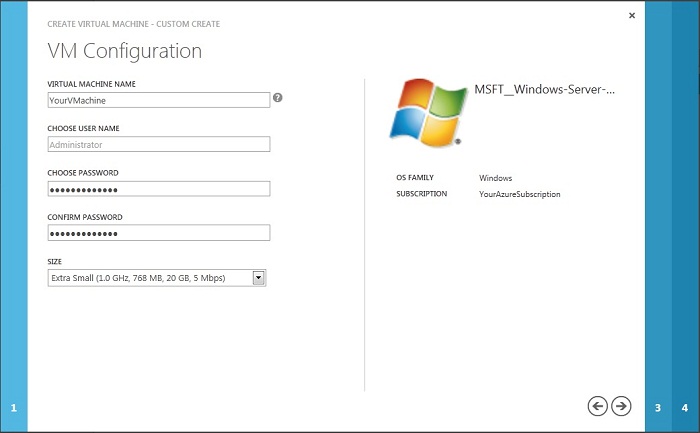 CREATE VIRTUAL MACHINE - CUSTOM CREATE
VM Configuration
VIRTUAL MACHINE NAME
YourVMachine
?
CHOOSE USER NAME
Administrator
CHOOSE PASSWORD
●●●●●●●●●●●●●
CONFIRM PASSWORD
●●●●●●●●●●●●●
SIZE
Extra Small (1.0 GHz, 768 MB, 20 GB, 5 Mbps)
MSFT__Windows-Server-...
OS FAMILY Windows
SUBSCRIPTION YourAzureSubscription
1
3
4